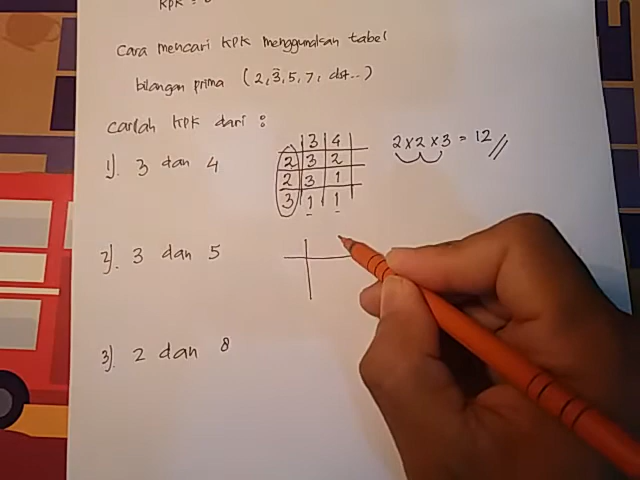 KPK =
Cara mencari KPK menggunakan tabel
bilangan prima (2, 3, 5, 7, dst..)
Carilah KPK dari :
1). 3 dan 4
3 4
2 3 2
2 3 1
3 1 1
2 x 2 x 3 = 12 //
2). 3 dan 5
3). 2 dan 8